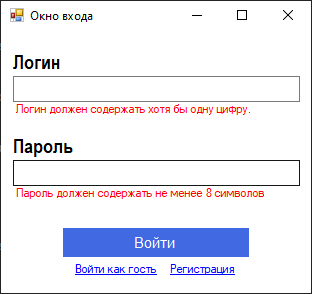 Окно входа
Логин
Логин должен содержать хотя бы одну цифру.
Пароль
Пароль должен содержать не менее 8 символов
Войти
Войти как гость Регистрация